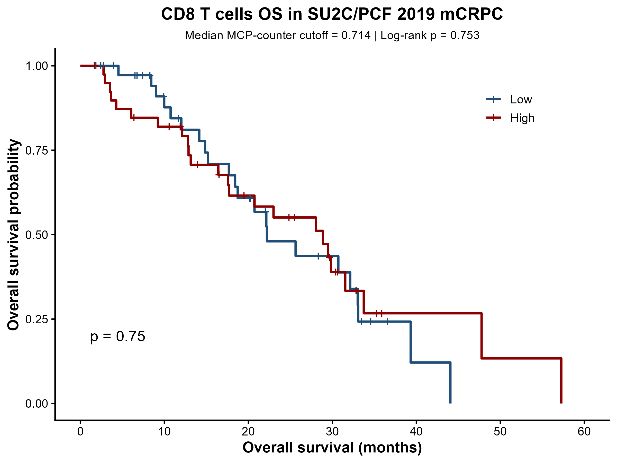 CD8 T cells OS in SU2C/PCF 2019 mCRPC
Median MCP-counter cutoff = 0.714 | Log-rank p = 0.753
Overall survival probability
1.00
0.75
0.50
0.25
0.00
Low
High
p = 0.75
0 10 20 30 40 50 60
Overall survival (months)